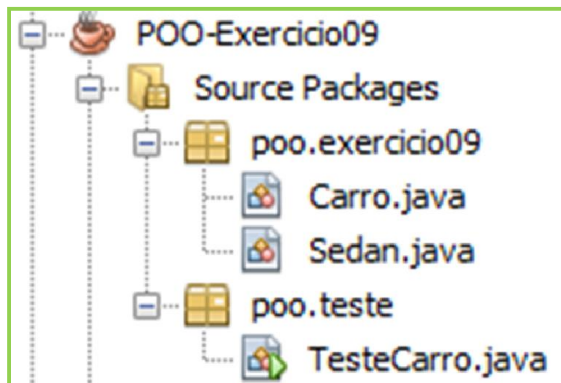 POO-Exercicio09
Source Packages
poo.exercicio09
Carro.java
Sedan.java
poo.teste
TesteCarro.java